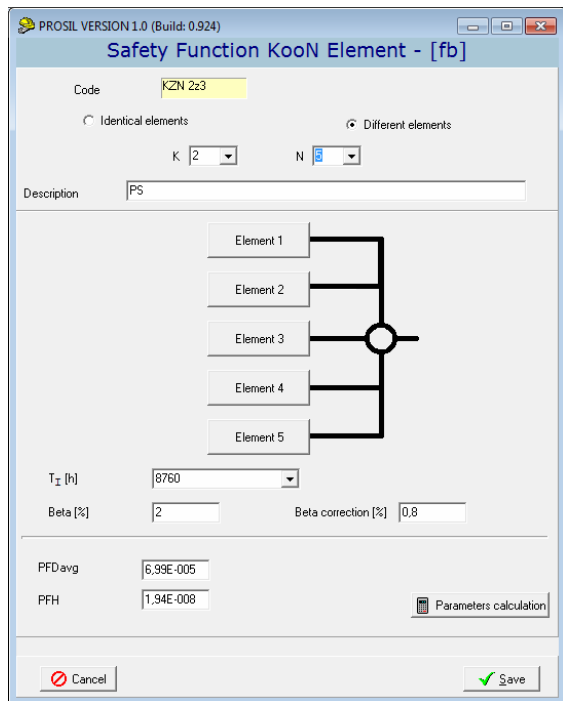 PROSIL VERSION 1.0 (Build: 0.924)
Safety Function KooN Element - [fb]
Code KZN 2z3
Identical elements Different elements
K 2 N 5
Description PS
Element 1
Element 2
Element 3
Element 4
Element 5
TI [h] 8760
Beta [%] 2 Beta correction [%] 0,8
PFDavg 6,99E-005
PFH 1,94E-008
Parameters calculation
Cancel Save